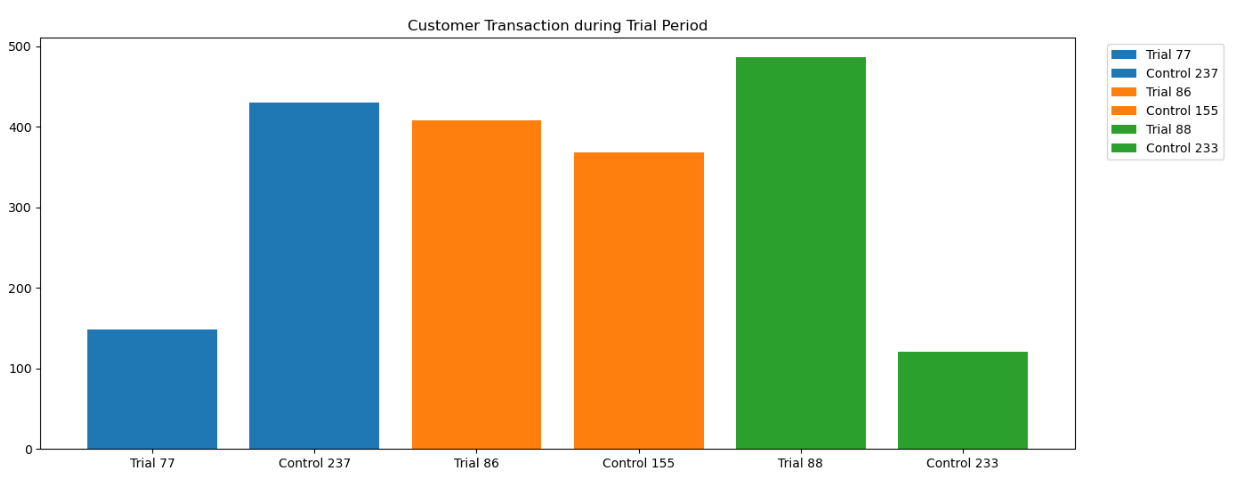 Customer Transaction during Trial Period
500
400
300
200
100
0
Trial 77
Control 237
Trial 86
Control 155
Trial 88
Control 233
Trial 77
Control 237
Trial 86
Control 155
Trial 88
Control 233